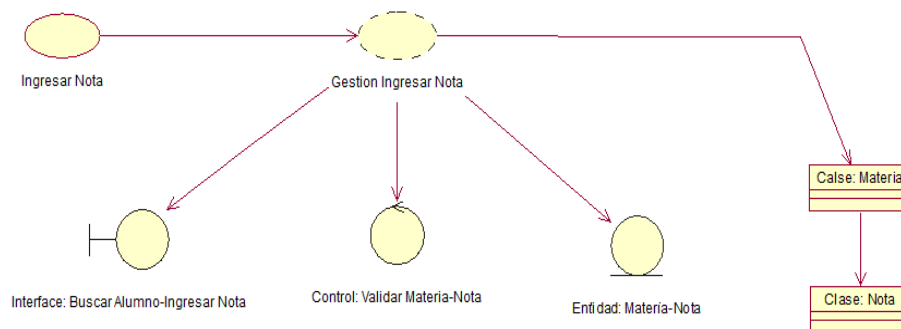 Ingresar Nota
Gestion Ingresar Nota
Calse: Materia
Interface: Buscar Alumno-Ingresar Nota
Control: Validar Materia-Nota
Entidad: Matería-Nota
Clase: Nota